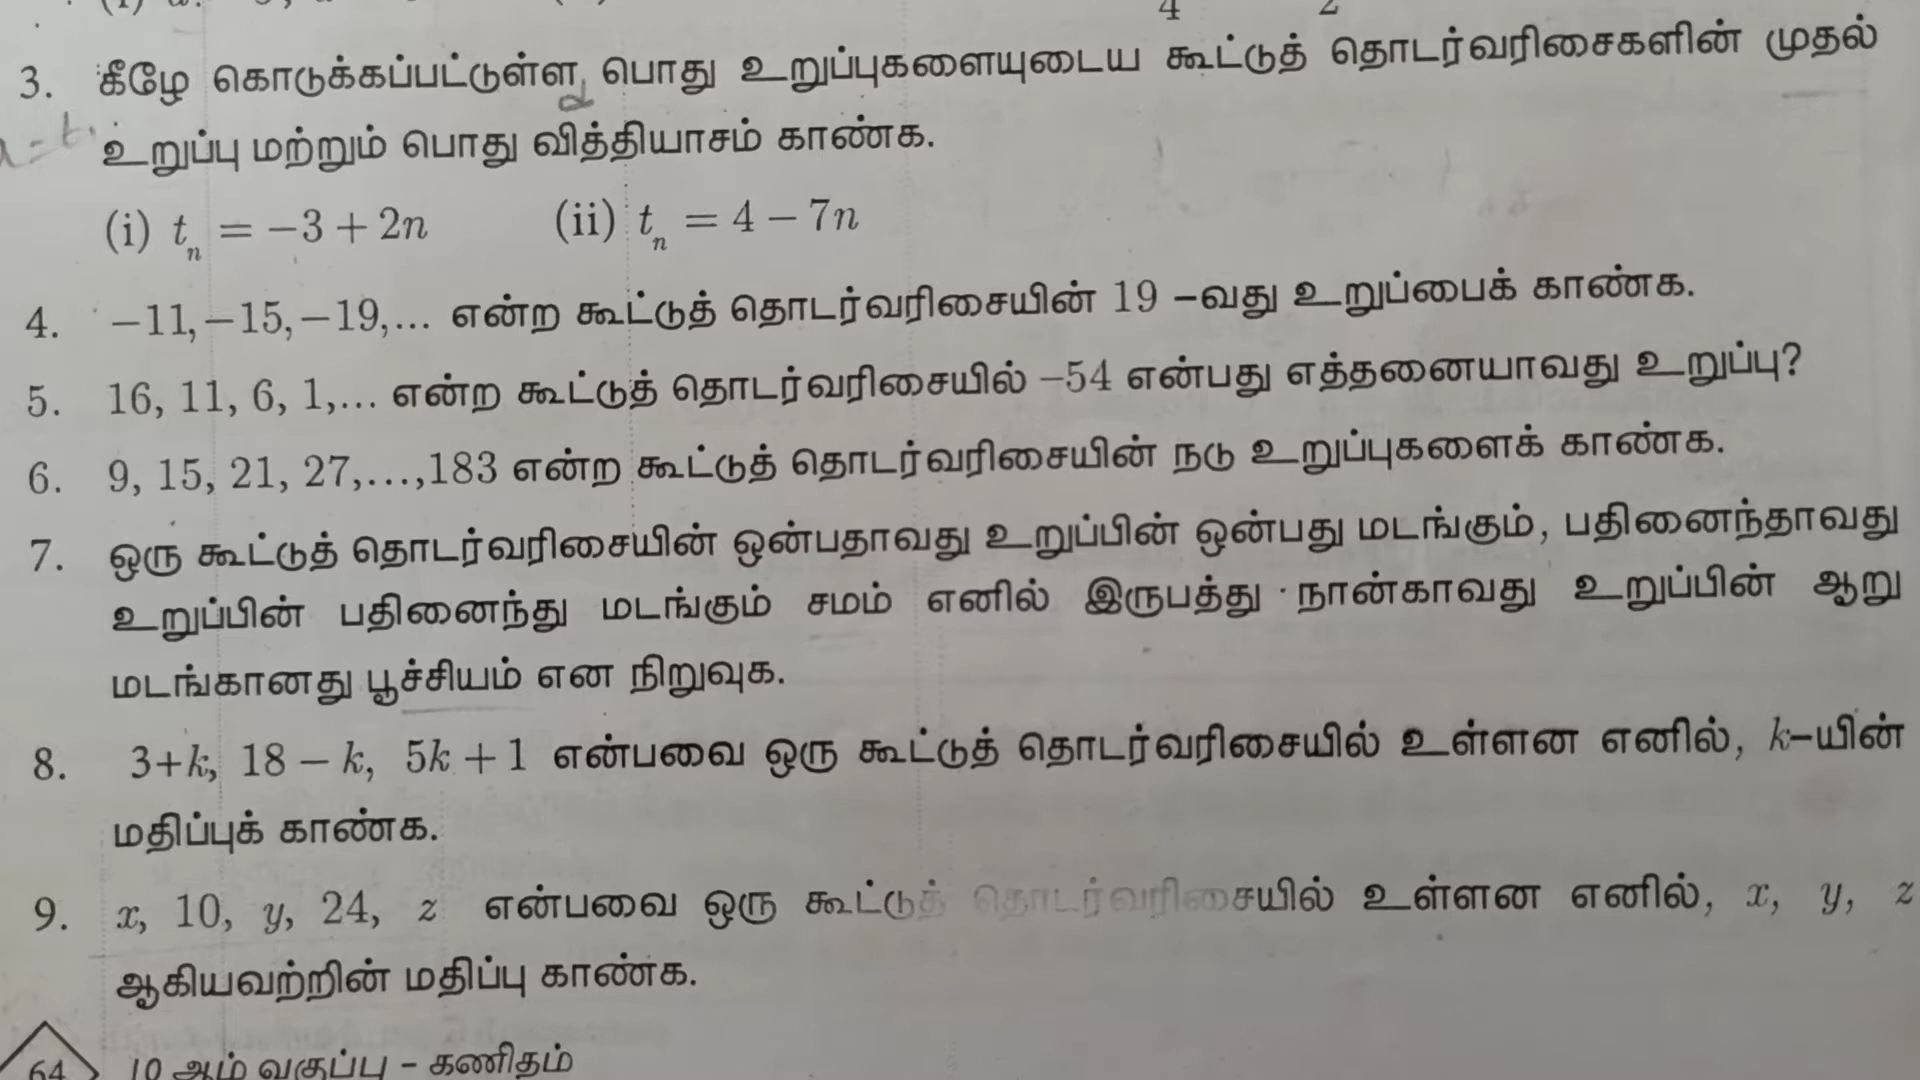 3. கீழே கொடுக்கப்பட்டுள்ள பொது உறுப்புகளையுடைய கூட்டுத் தொடர்வரிசைகளின் முதல்
உறுப்பு மற்றும் பொது வித்தியாசம் காண்க.
(i) tₙ = −3 + 2n (ii) tₙ = 4 − 7n
4. −11, −15, −19,... என்ற கூட்டுத் தொடர்வரிசையின் 19 -வது உறுப்பைக் காண்க.
5. 16, 11, 6, 1,... என்ற கூட்டுத் தொடர்வரிசையில் −54 என்பது எத்தனையாவது உறுப்பு?
6. 9, 15, 21, 27,...,183 என்ற கூட்டுத் தொடர்வரிசையின் நடு உறுப்புகளைக் காண்க.
7. ஒரு கூட்டுத் தொடர்வரிசையின் ஒன்பதாவது உறுப்பின் ஒன்பது மடங்கும், பதினைந்தாவது
உறுப்பின் பதினைந்து மடங்கும் சமம் எனில் இருபத்து நான்காவது உறுப்பின் ஆறு
மடங்கானது பூச்சியம் என நிறுவுக.
8. 3+k, 18 − k, 5k + 1 என்பவை ஒரு கூட்டுத் தொடர்வரிசையில் உள்ளன எனில், k-யின்
மதிப்புக் காண்க.
9. x, 10, y, 24, z என்பவை ஒரு கூட்டுத் தொடர்வரிசையில் உள்ளன எனில், x, y, z
ஆகியவற்றின் மதிப்பு காண்க.
64 10 ஆம் வகுப்பு - கணிதம்